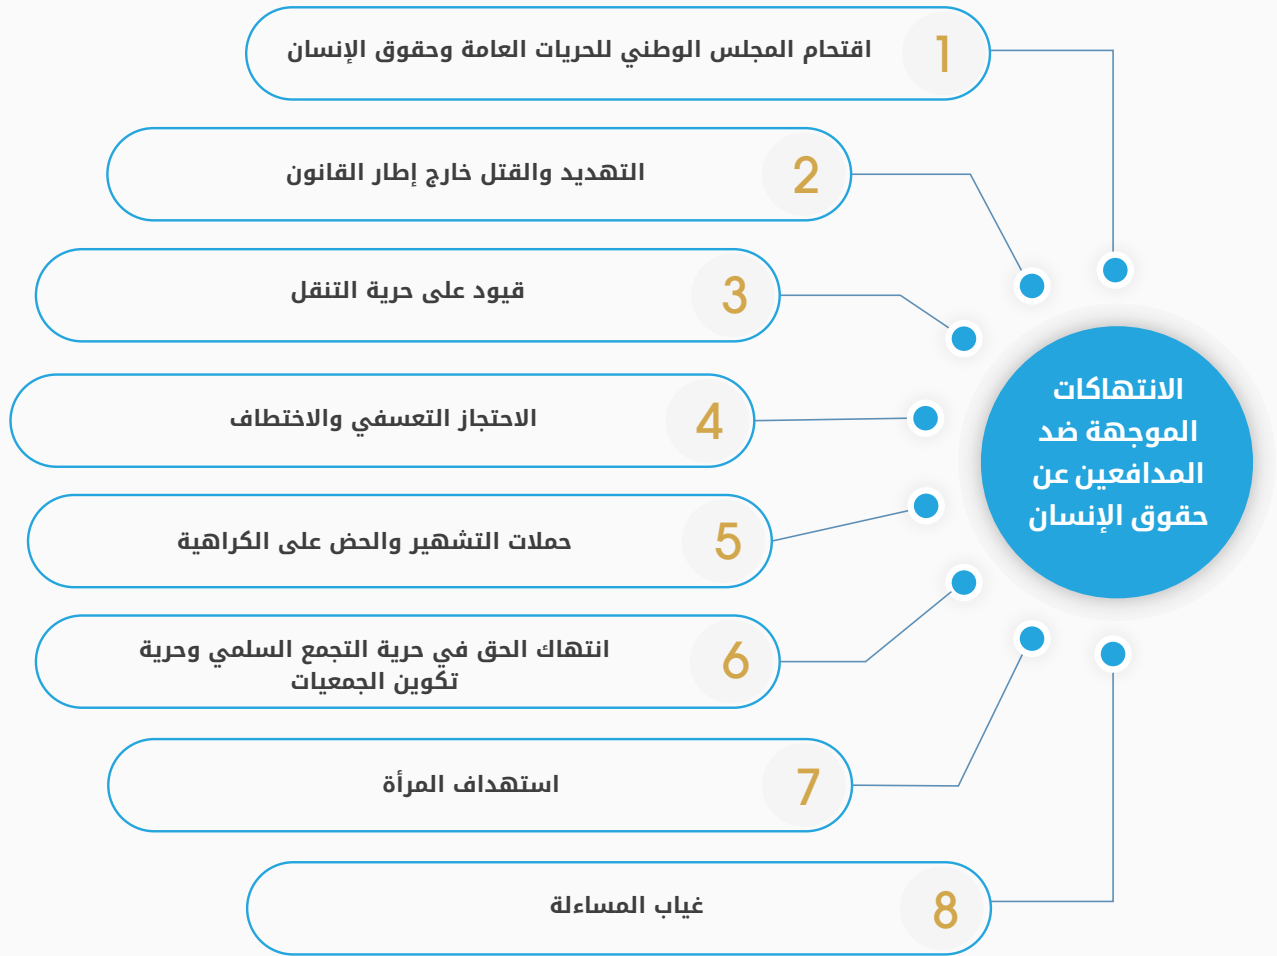 الانتهاكات
الموجهة ضد
المدافعين عن
حقوق الإنسان
1
اقتحام المجلس الوطني للحريات العامة وحقوق الإنسان
2
التهديد والقتل خارج إطار القانون
3
قيود على حرية التنقل
4
الاحتجاز التعسفي والاختطاف
5
حملات التشهير والحض على الكراهية
6
انتهاك الحق في حرية التجمع السلمي وحرية
تكوين الجمعيات
7
استهداف المرأة
8
غياب المساءلة